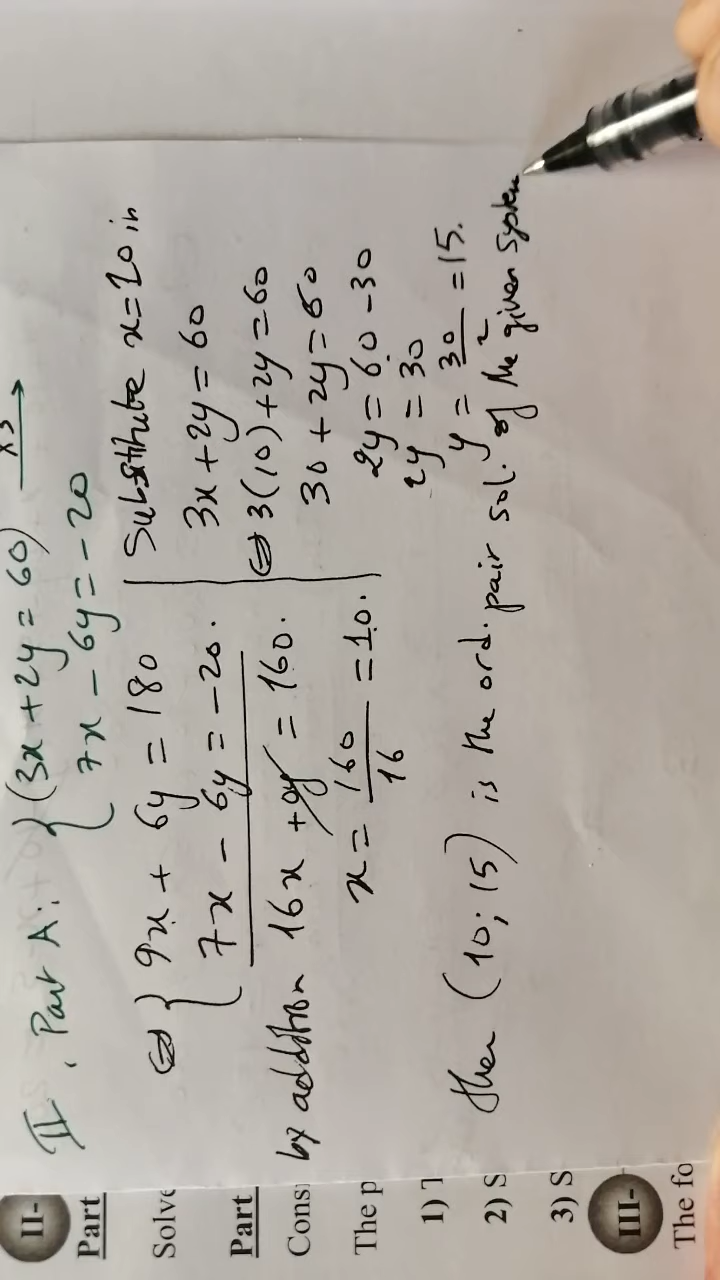 II. Part A: { (3x + 2y = 60) ×3 →
7x − 6y = −20
⇔ { 9x + 6y = 180
7x − 6y = −20.
by addition 16x + 0y = 160.
x = 160/16 = 10.
Substitute x = 10 in
3x + 2y = 60
⇔ 3(10) + 2y = 60
30 + 2y = 60
2y = 60 − 30
2y = 30
y = 30/2 = 15.
then (10; 15) is the ord. pair sol. of the given system
II-
Part
Solve
Part
Consi
The p
1) T
2) S
3) S
III-
The fo